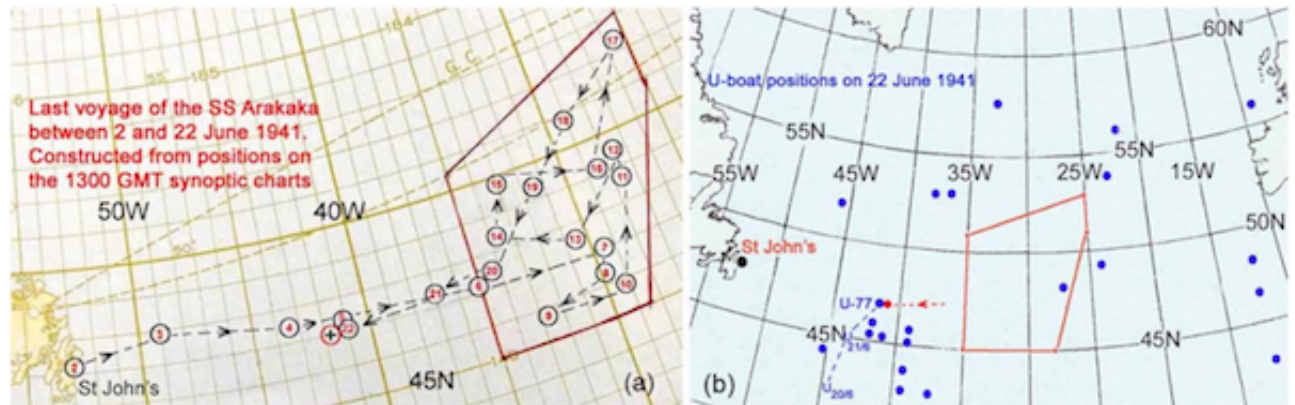 Last voyage of the SS Arakaka
between 2 and 22 June 1941.
Constructed from positions on
the 1300 GMT synoptic charts
50W
40W
G C
17
18
12
16
11
15
19
14
13
7
8
20
6
10
21
9
5
22
4
3
2
St John's
45N
(a)
U-boat positions on 22 June 1941
60N
55N
55N
55W
45W
35W
25W
15W
50N
St John's
U-77
45N
45N
U21/6
U20/6
(b)